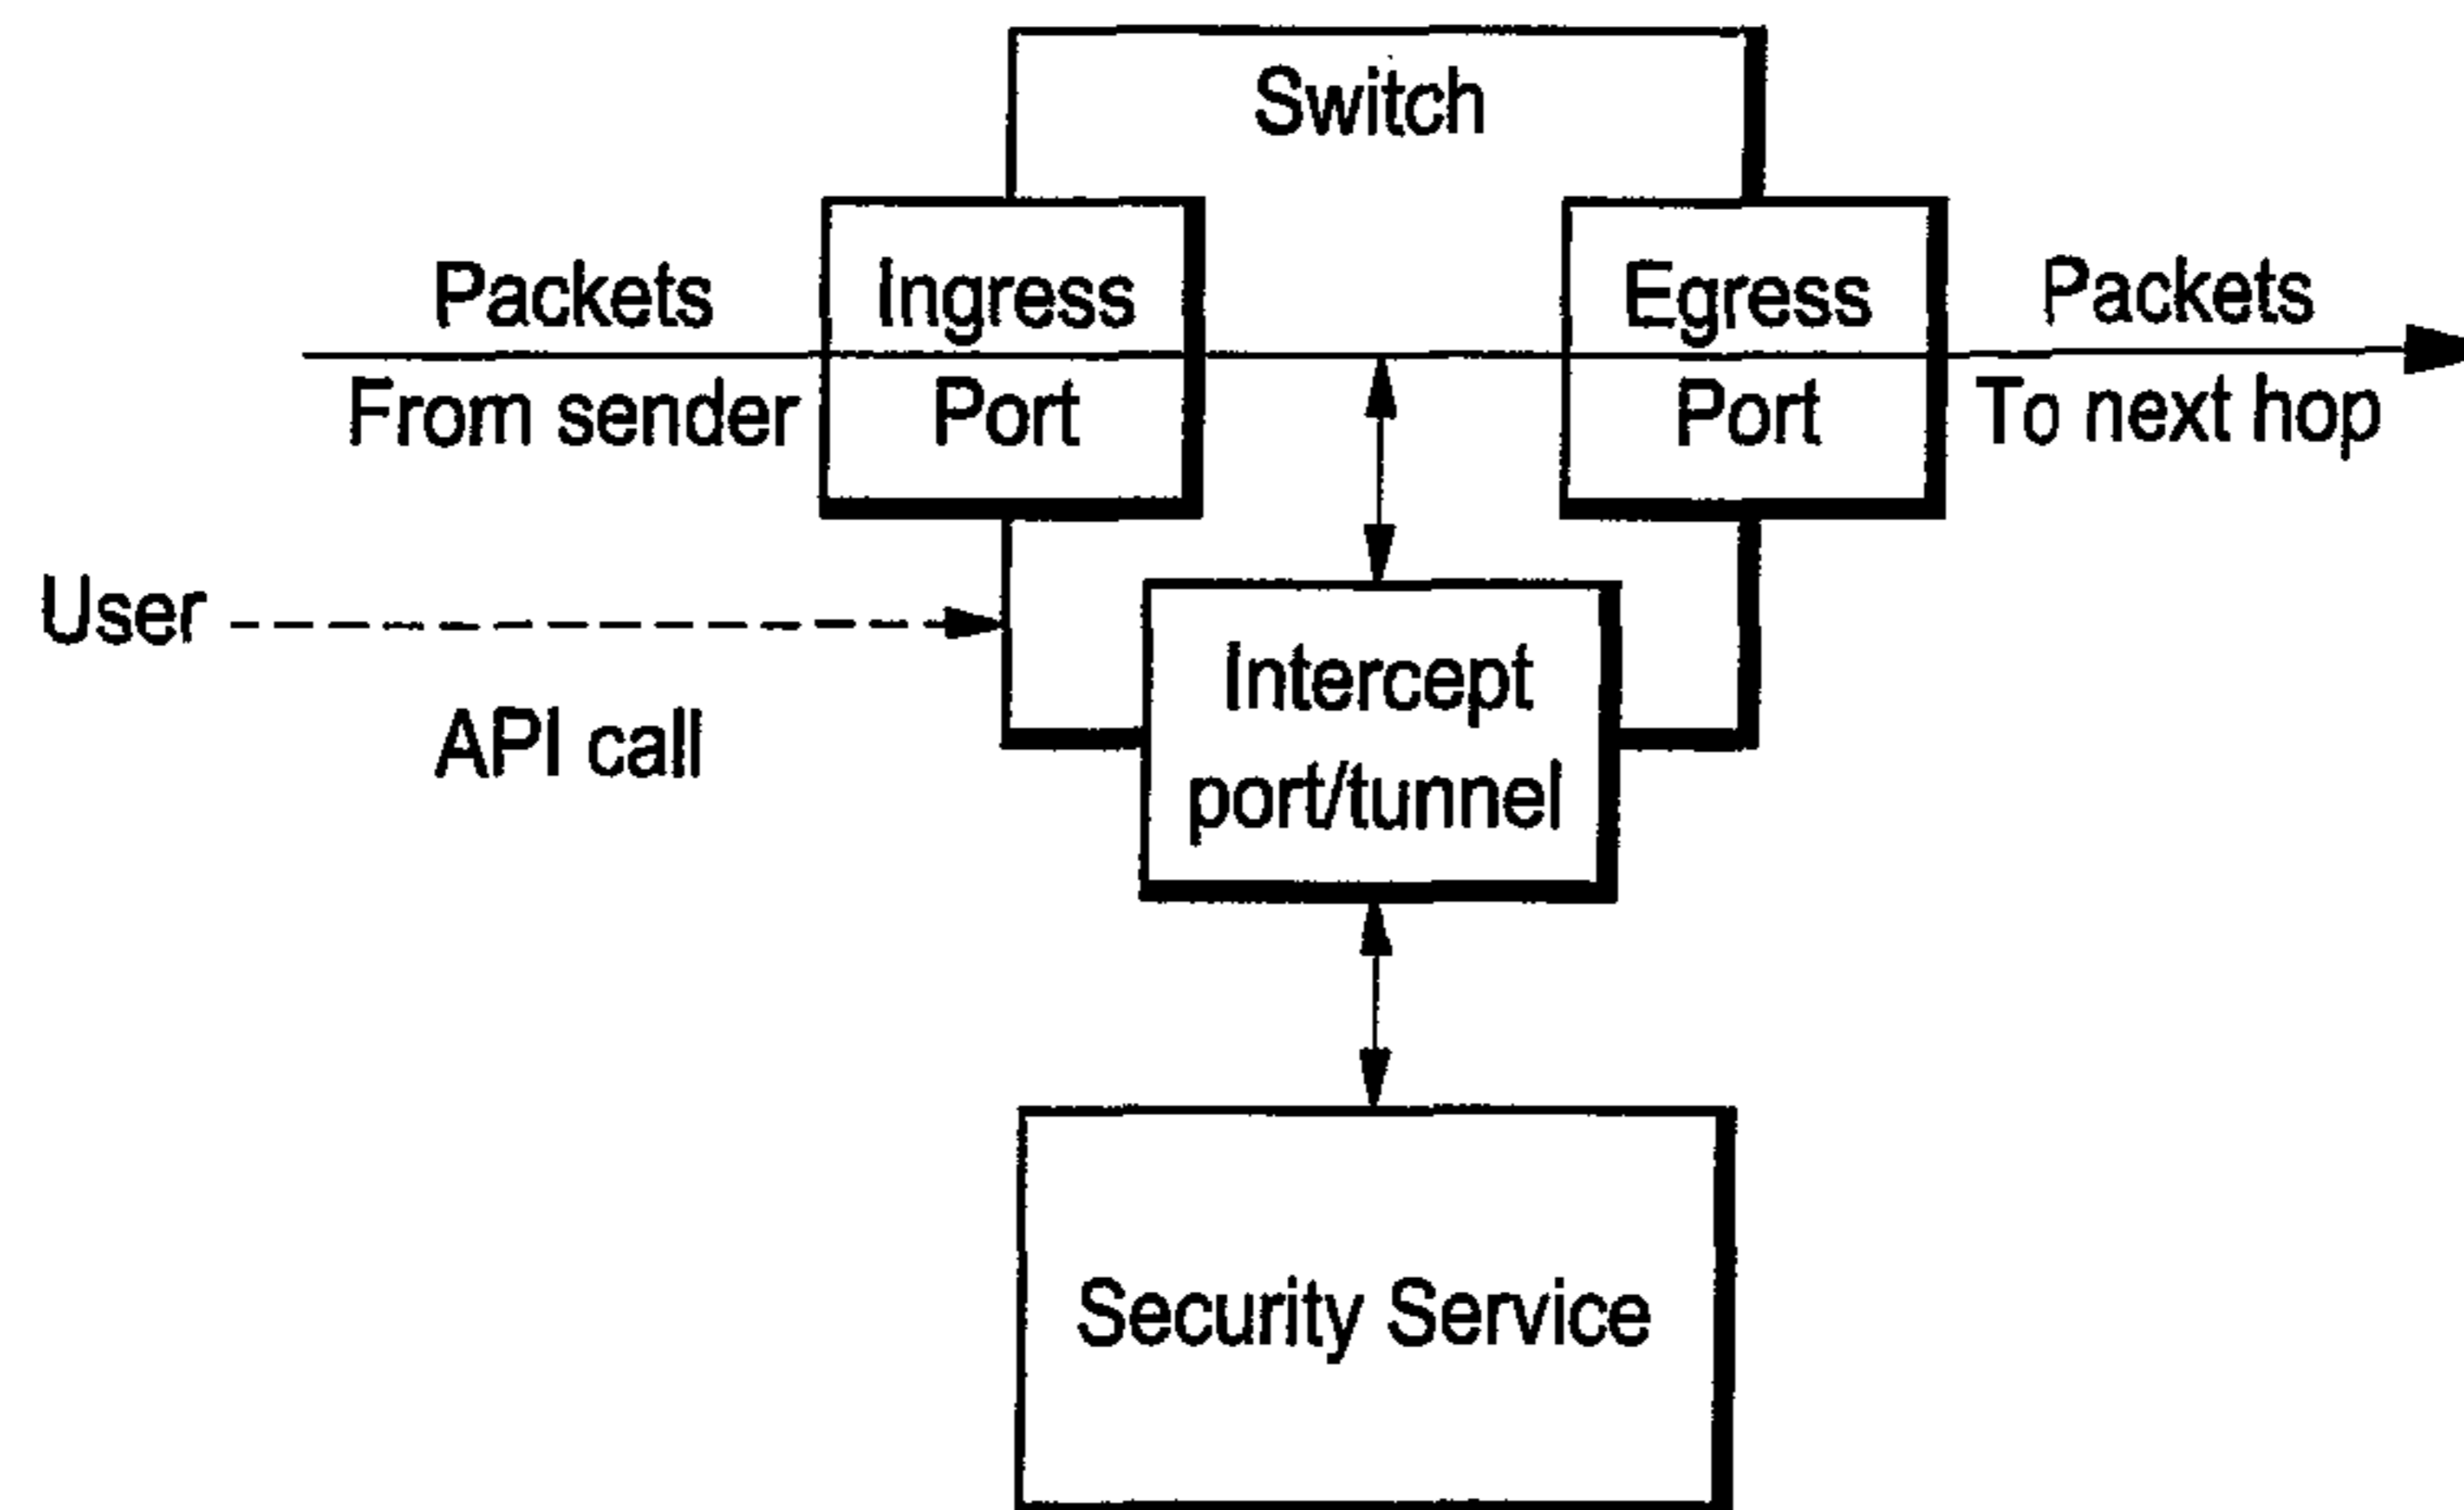 Switch
Packets
From sender
Ingress
Port
Egress
Port
Packets
To next hop
User
API call
Intercept
port/tunnel
Security Service